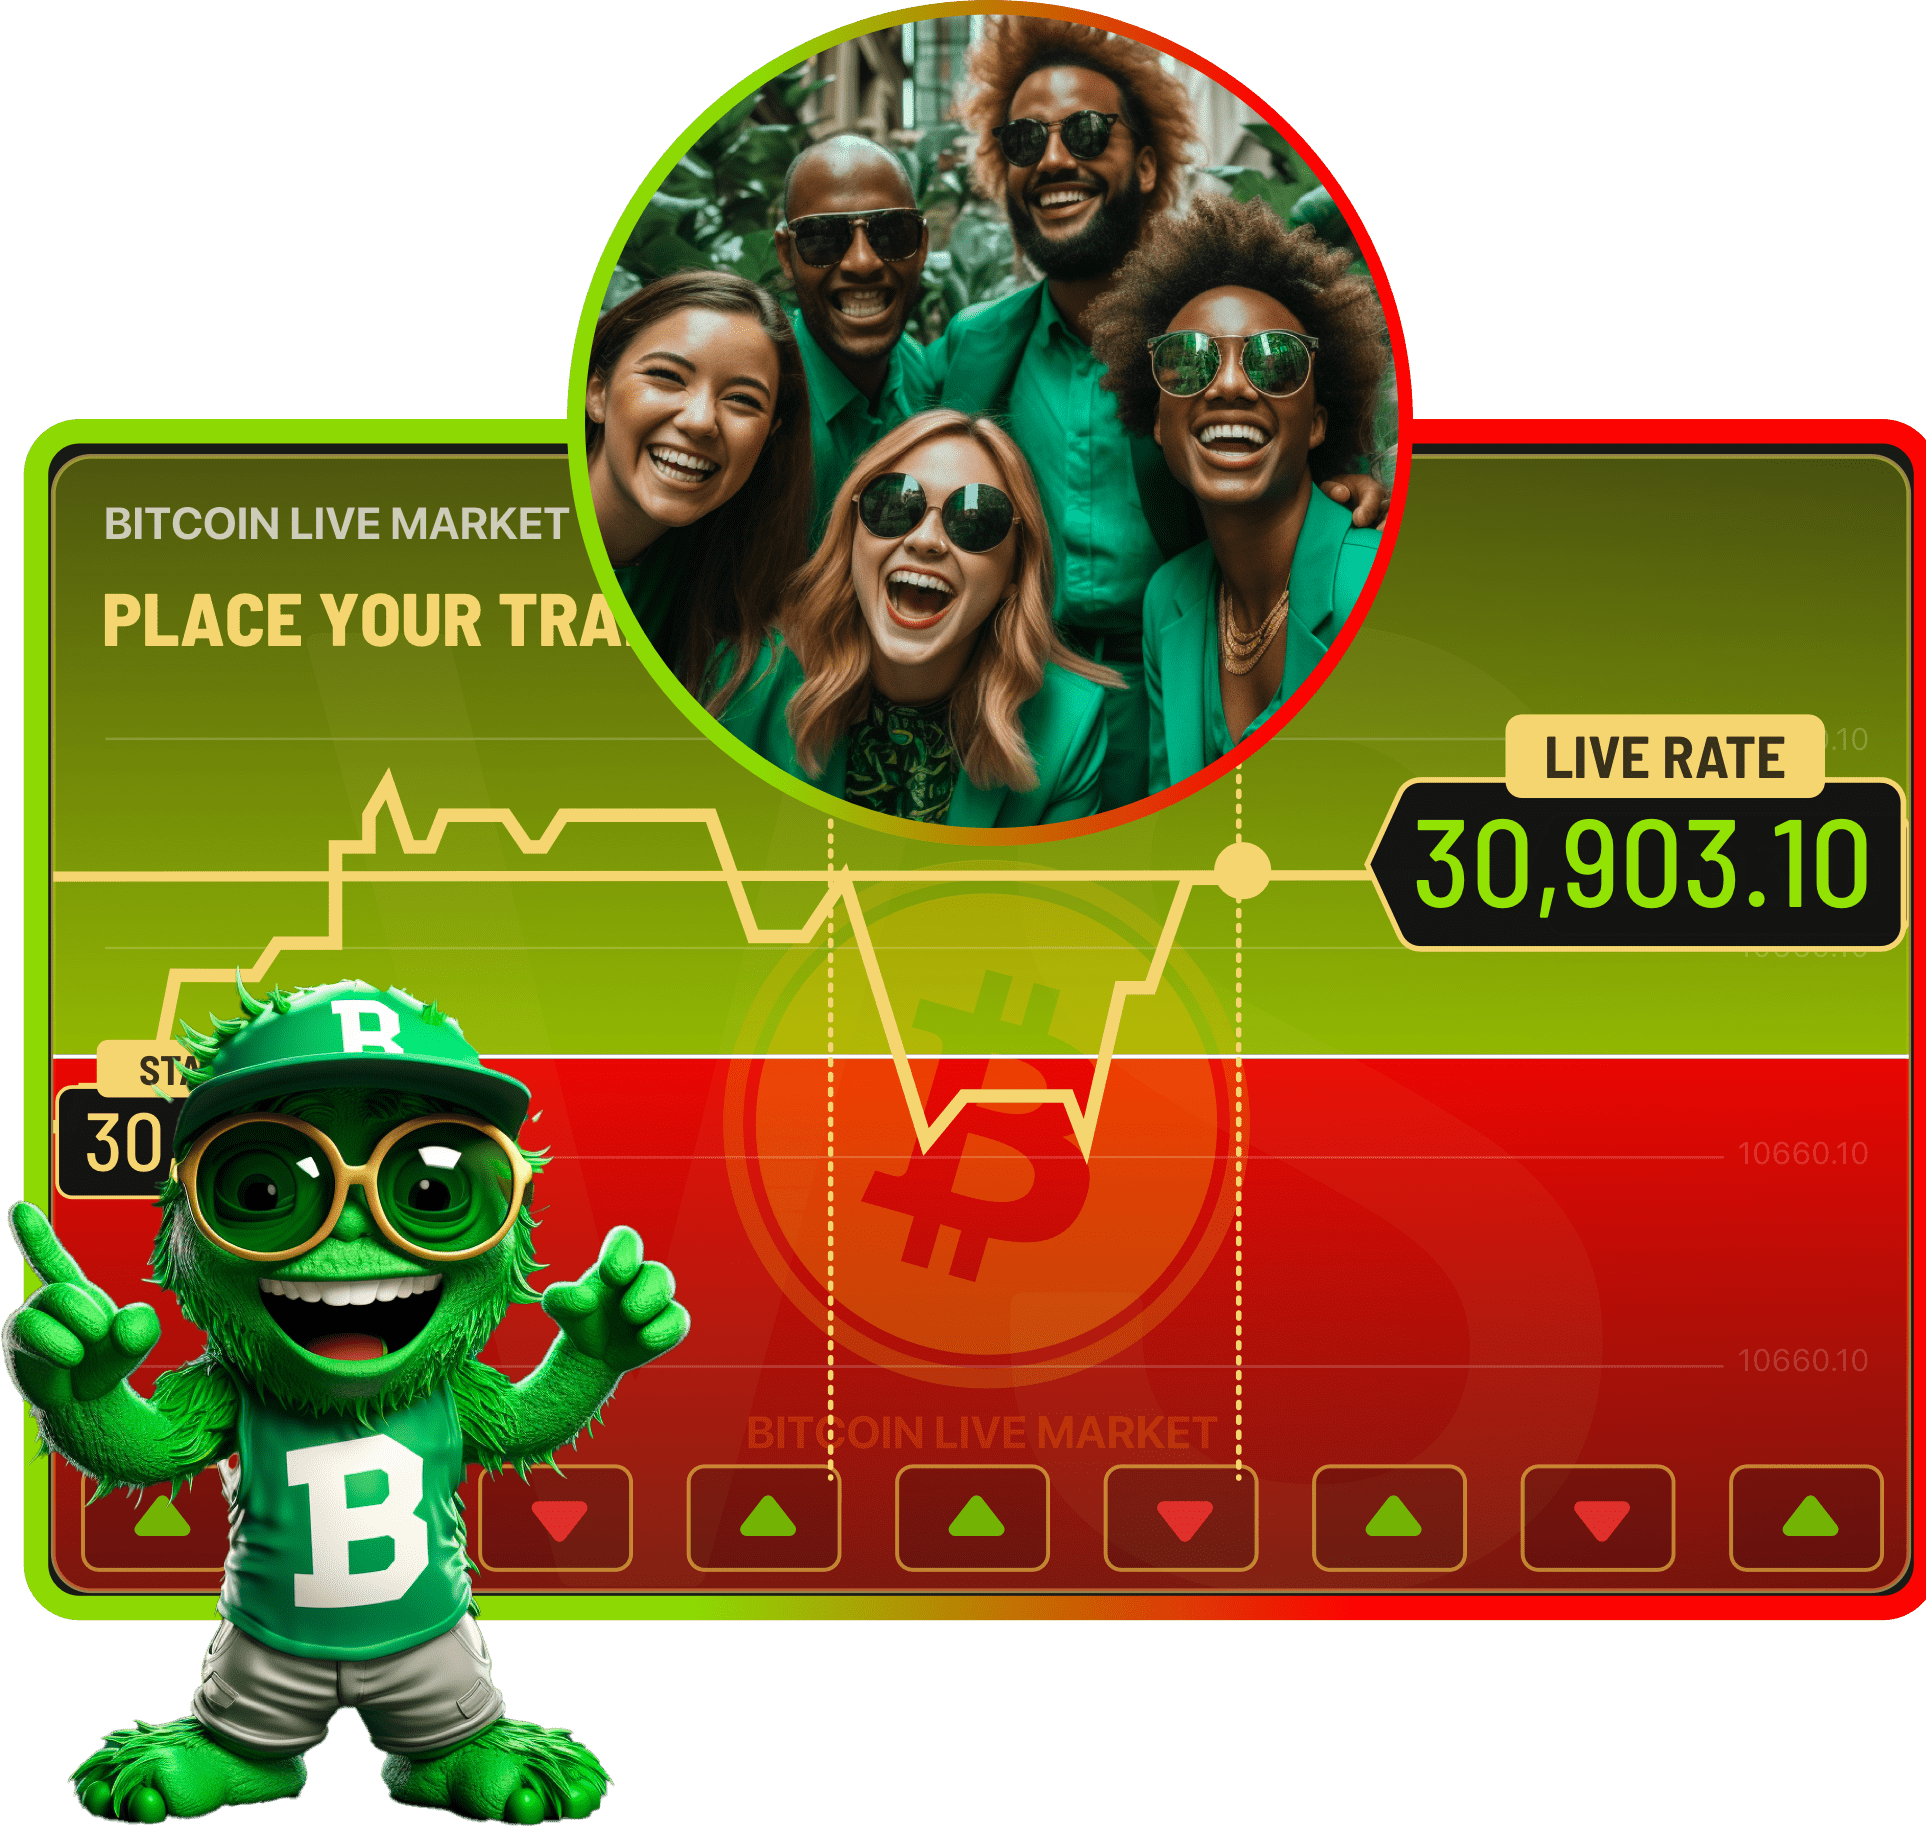 BITCOIN LIVE MARKET
PLACE YOUR TRA
.10
LIVE RATE
30,903.10
B
STA
30,
10660.10
10660.10
BITCOIN LIVE MARKET
B